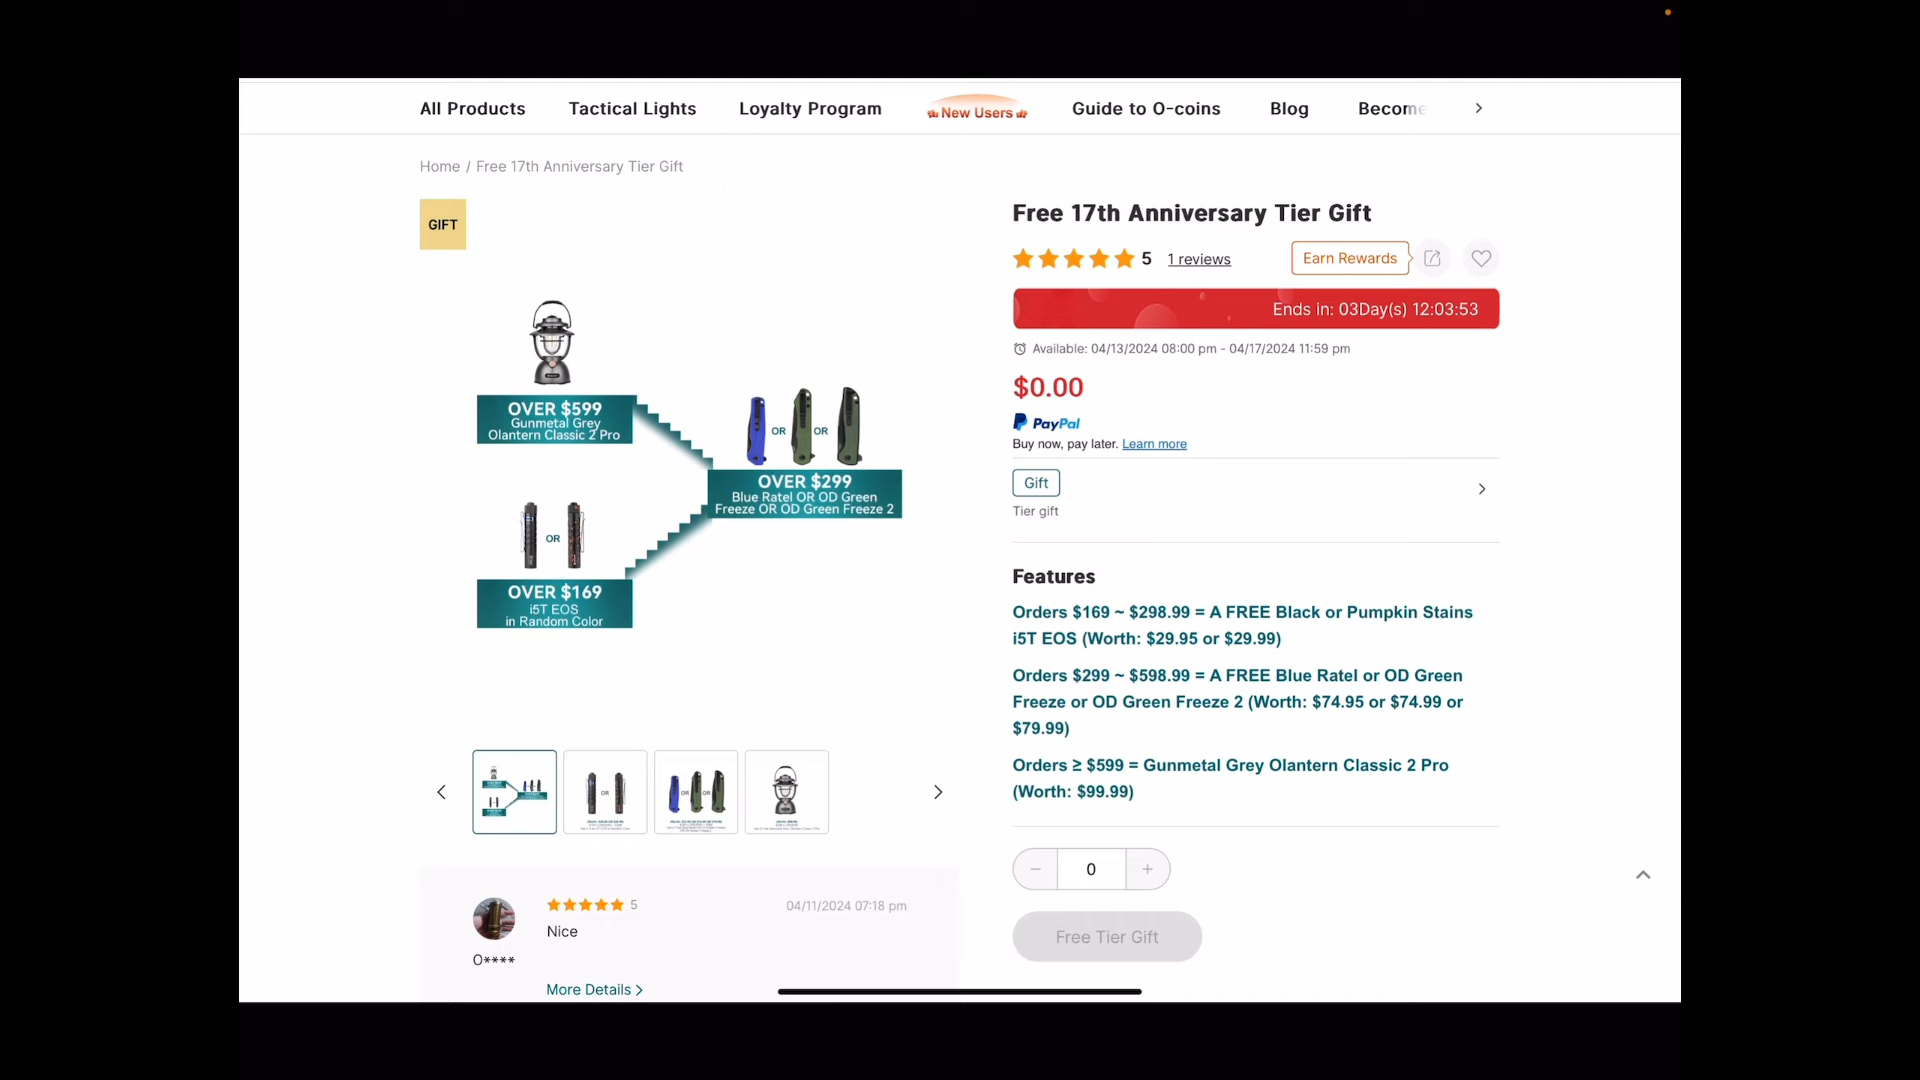 All Products
Tactical Lights
Loyalty Program
New Users
Guide to O-coins
Blog
Become
Home / Free 17th Anniversary Tier Gift
GIFT
OVER $599
Gunmetal Grey
Olantern Classic 2 Pro
OR
OR
OVER $299
Blue Ratel OR OD Green
Freeze OR OD Green Freeze 2
OR
OVER $169
i5T EOS
in Random Color
Free 17th Anniversary Tier Gift
5
1 reviews
Earn Rewards
Ends in: 03Day(s) 12:03:53
Available: 04/13/2024 08:00 pm - 04/17/2024 11:59 pm
$0.00
PayPal
Buy now, pay later. Learn more
Gift
Tier gift
Features
Orders $169 ~ $298.99 = A FREE Black or Pumpkin Stains
i5T EOS (Worth: $29.95 or $29.99)
Orders $299 ~ $598.99 = A FREE Blue Ratel or OD Green
Freeze or OD Green Freeze 2 (Worth: $74.95 or $74.99 or
$79.99)
Orders ≥ $599 = Gunmetal Grey Olantern Classic 2 Pro
(Worth: $99.99)
0
Free Tier Gift
5
04/11/2024 07:18 pm
Nice
O****
More Details